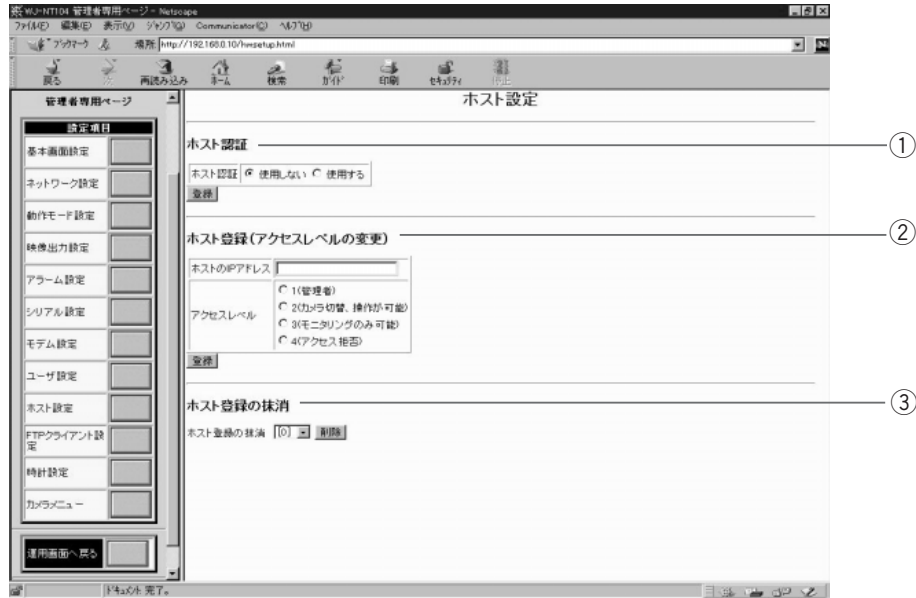 WJ-NT104 管理者専用ページ - Netscape
ファイル(F) 編集(E) 表示(V) ジャンプ(G) Communicator(C) ヘルプ(H)
ブックマーク 場所: http://192.168.0.10/hwsetup.html
戻る 再読み込み ホーム 検索 ガイド 印刷 セキュリティ 停止
管理者専用ページ
設定項目
基本画面設定
ネットワーク設定
動作モード設定
映像出力設定
アラーム設定
シリアル設定
モデム設定
ユーザ設定
ホスト設定
FTPクライアント設
定
時計設定
カメラメニュー
運用画面へ戻る
ホスト設定
ホスト認証 ①
ホスト認証 使用しない 使用する
登録
ホスト登録(アクセスレベルの変更) ②
ホストのIPアドレス
アクセスレベル
1(管理者)
2(カメラ切替、操作が可能)
3(モニタリングのみ可能)
4(アクセス拒否)
登録
ホスト登録の抹消 ③
ホスト登録の抹消 [0] 削除
ドキュメント: 完了。